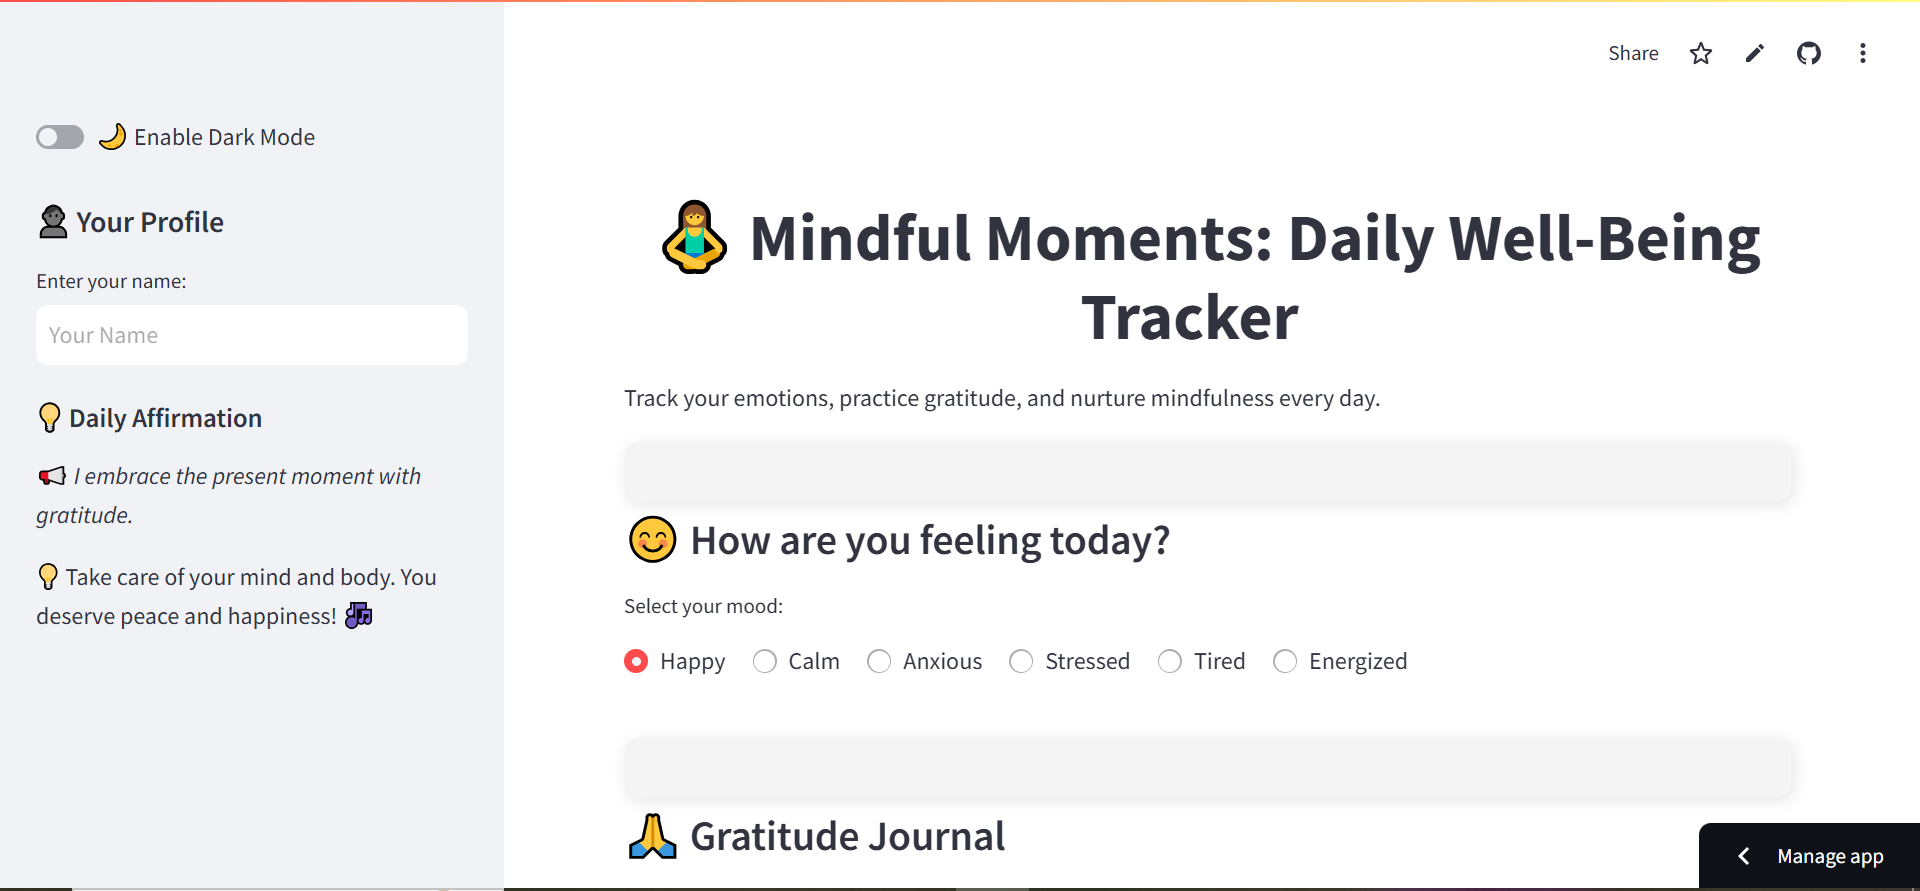 Share
Enable Dark Mode
Your Profile
Enter your name:
Your Name
Daily Affirmation
I embrace the present moment with
gratitude.
Take care of your mind and body. You
deserve peace and happiness!
Mindful Moments: Daily Well-Being
Tracker
Track your emotions, practice gratitude, and nurture mindfulness every day.
How are you feeling today?
Select your mood:
Happy Calm Anxious Stressed Tired Energized
Gratitude Journal
Manage app